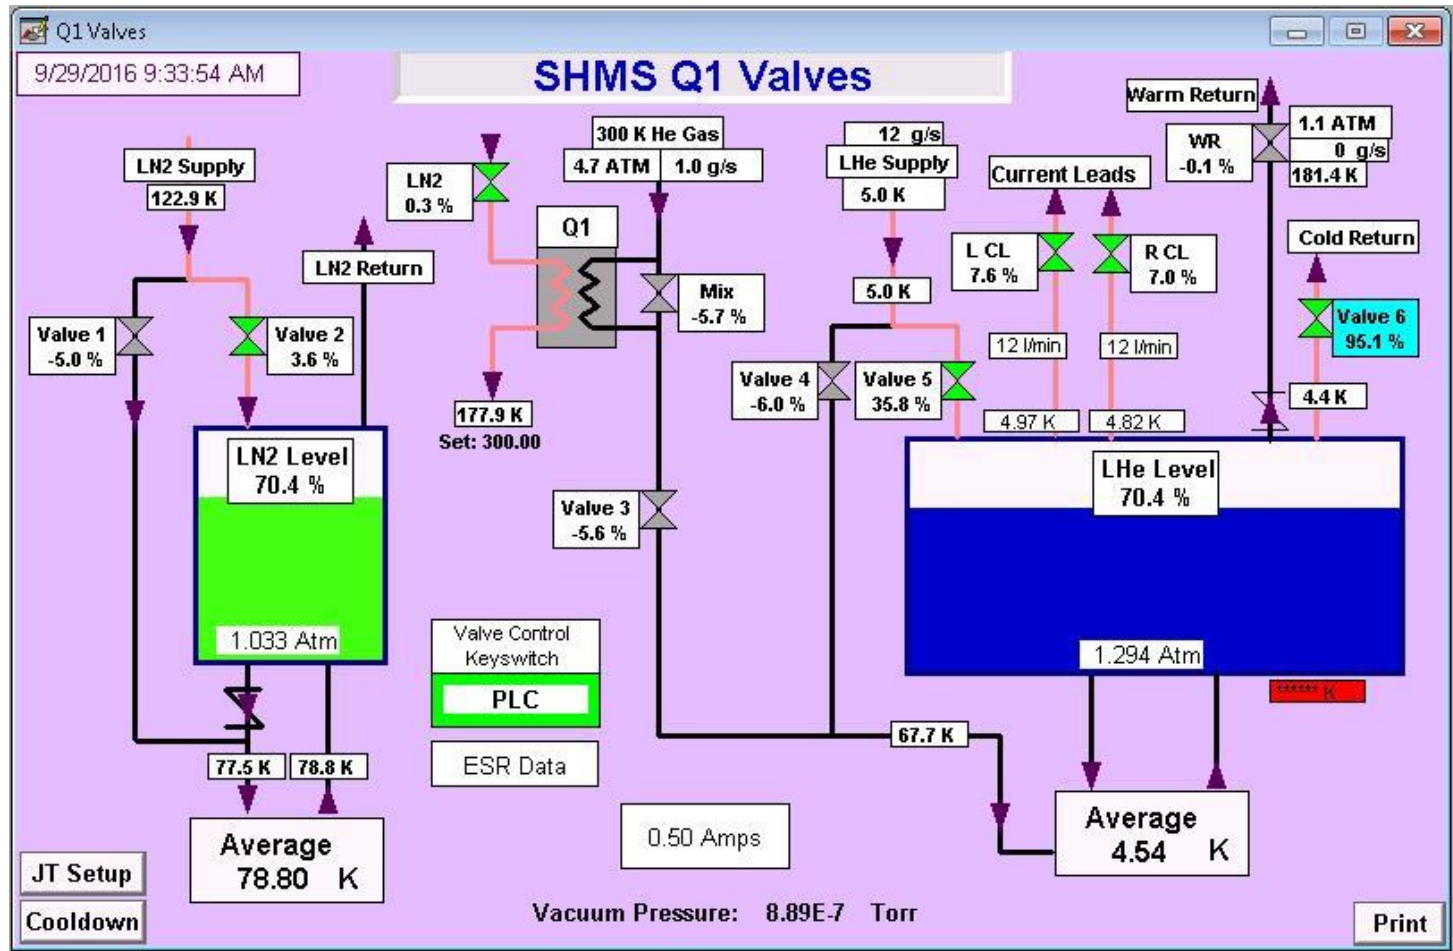 Q1 Valves
9/29/2016 9:33:54 AM
SHMS Q1 Valves
LN2 Supply
122.9 K
LN2 Return
Valve 1
-5.0 %
Valve 2
3.6 %
LN2 Level
70.4 %
1.033 Atm
77.5 K
78.8 K
Average
78.80 K
JT Setup
Cooldown
LN2
0.3 %
300 K He Gas
4.7 ATM
1.0 g/s
Q1
Mix
-5.7 %
177.9 K
Set: 300.00
Valve 3
-5.6 %
Valve Control
Keyswitch
PLC
ESR Data
0.50 Amps
Vacuum Pressure: 8.89E-7 Torr
12 g/s
LHe Supply
5.0 K
5.0 K
Valve 4
-6.0 %
Valve 5
35.8 %
67.7 K
Current Leads
L CL
7.6 %
R CL
7.0 %
12 l/min
12 l/min
4.97 K
4.82 K
Warm Return
WR
-0.1 %
1.1 ATM
0 g/s
181.4 K
Cold Return
Valve 6
95.1 %
4.4 K
LHe Level
70.4 %
1.294 Atm
****** K
Average
4.54 K
Print